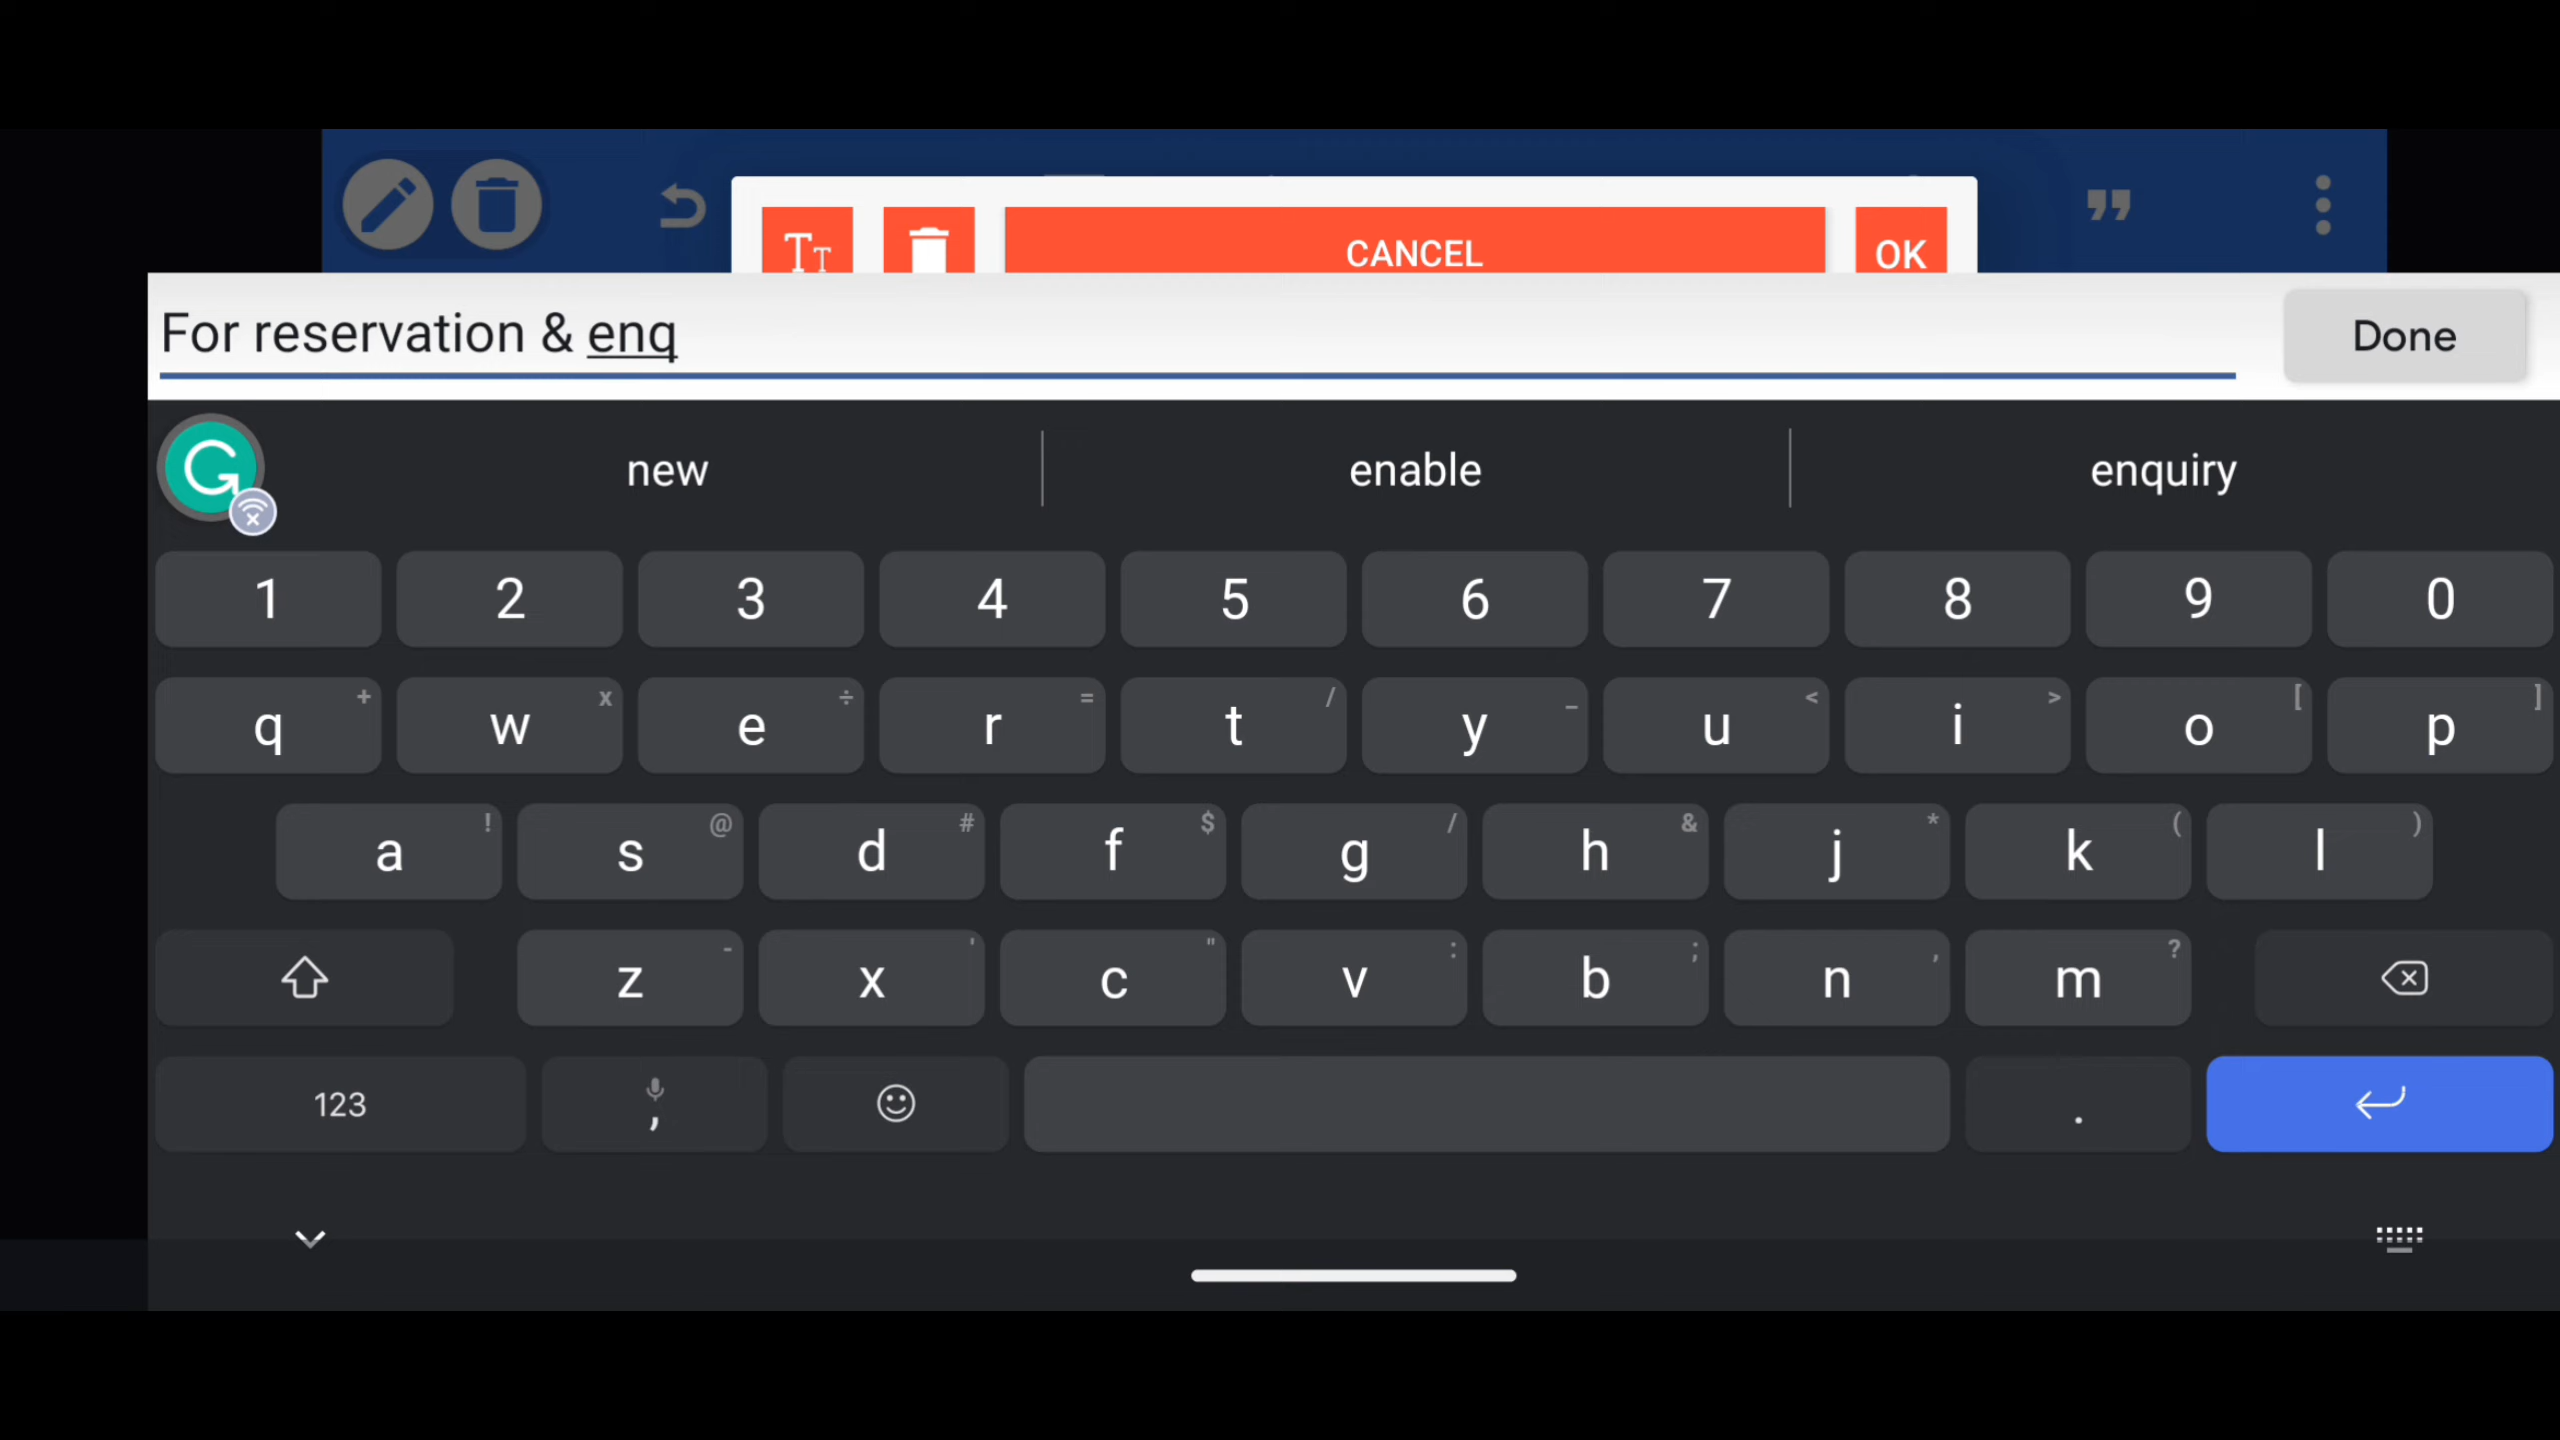 TT CANCEL OK
For reservation & enq Done
new enable enquiry
1 2 3 4 5 6 7 8 9 0
q + w x e ÷ r = t / y _ u < i > o [ p ]
a ! s @ d # f $ g / h & j * k ( l )
z - x ' c " v : b ; n , m ?
123 , .